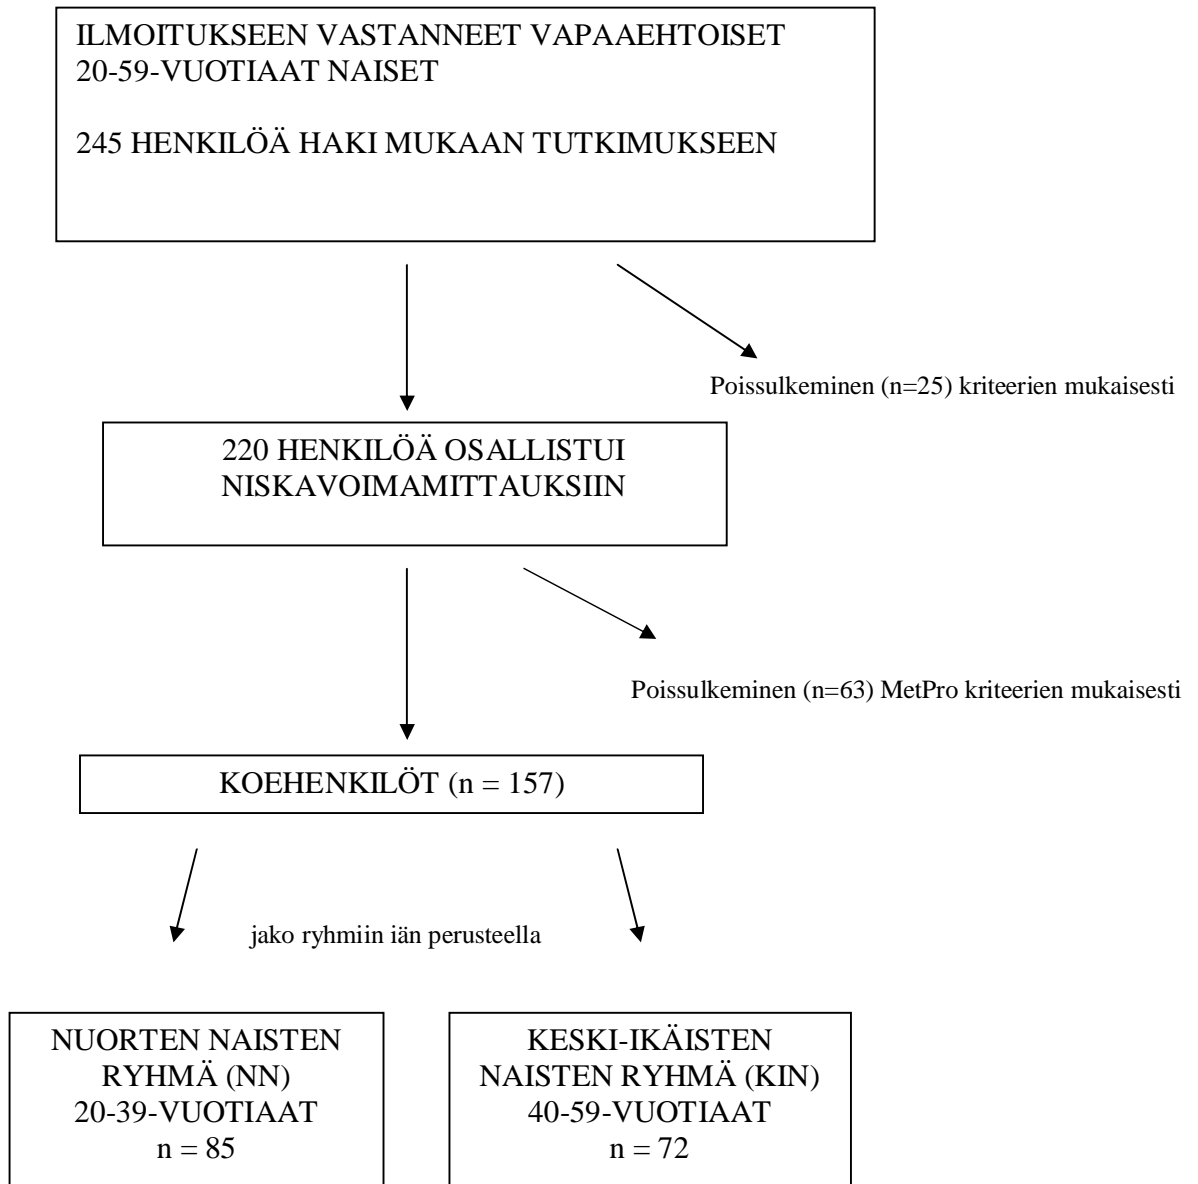 ILMOITUKSEEN VASTANNEET VAPAAEHTOISET
20-59-VUOTIAAT NAISET
245 HENKILÖÄ HAKI MUKAAN TUTKIMUKSEEN
Poissulkeminen (n=25) kriteerien mukaisesti
220 HENKILÖÄ OSALLISTUI
NISKAVOIMAMITTAUKSIIN
Poissulkeminen (n=63) MetPro kriteerien mukaisesti
KOEHENKILÖT (n = 157)
jako ryhmiin iän perusteella
NUORTEN NAISTEN
RYHMÄ (NN)
20-39-VUOTIAAT
n = 85
KESKI-IKÄISTEN
NAISTEN RYHMÄ (KIN)
40-59-VUOTIAAT
n = 72